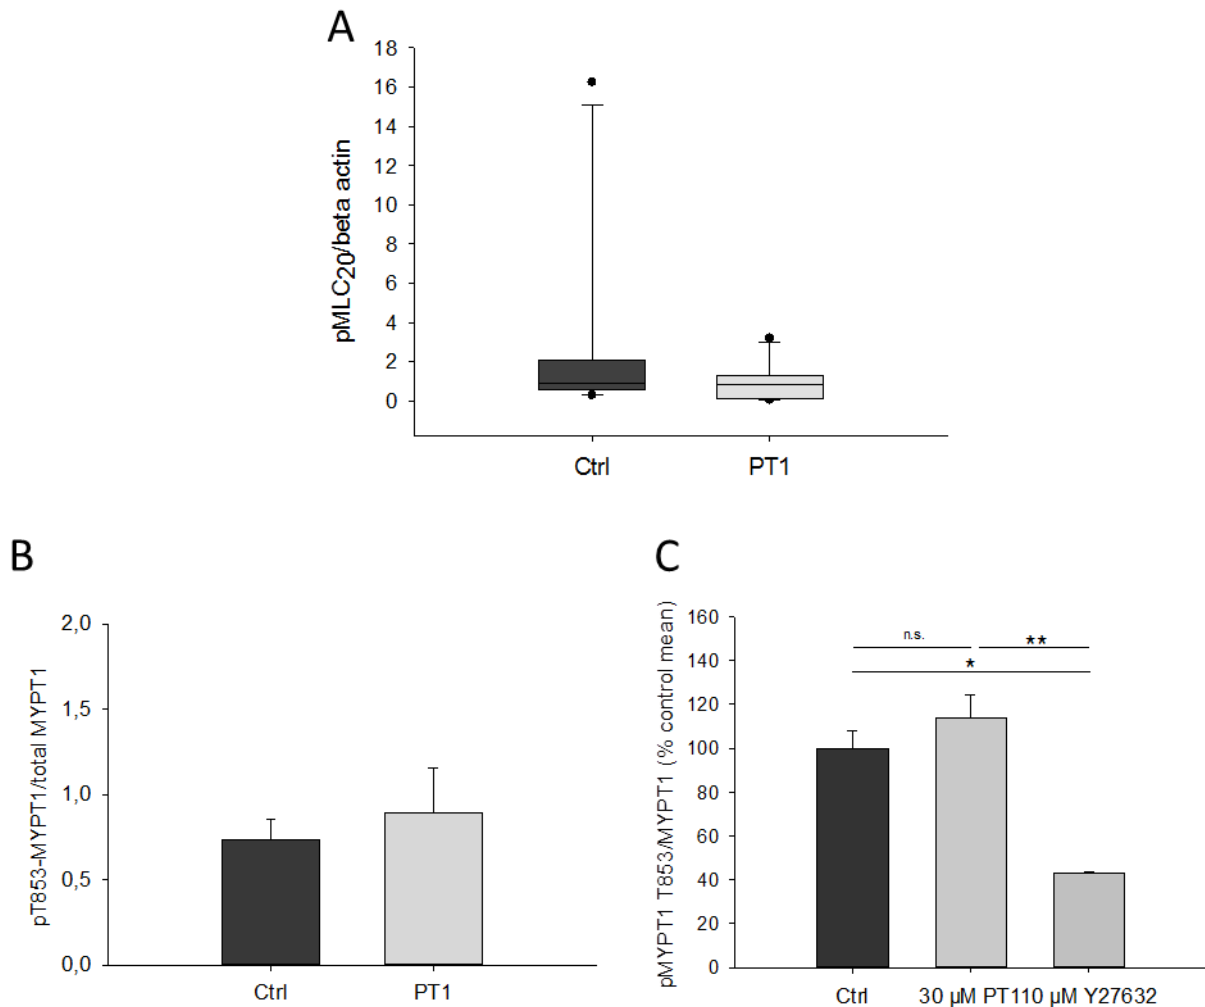 A
18
16
14
12
10
8
6
4
2
0
pMLC20/beta actin
Ctrl PT1
B
2,0
1,5
1,0
0,5
0,0
pT853-MYPT1/total MYPT1
Ctrl PT1
C
160
140
120
100
80
60
40
20
0
pMYPT1 T853/MYPT1 (% control mean)
n.s. **
*
Ctrl 30 µM PT110 µM Y27632